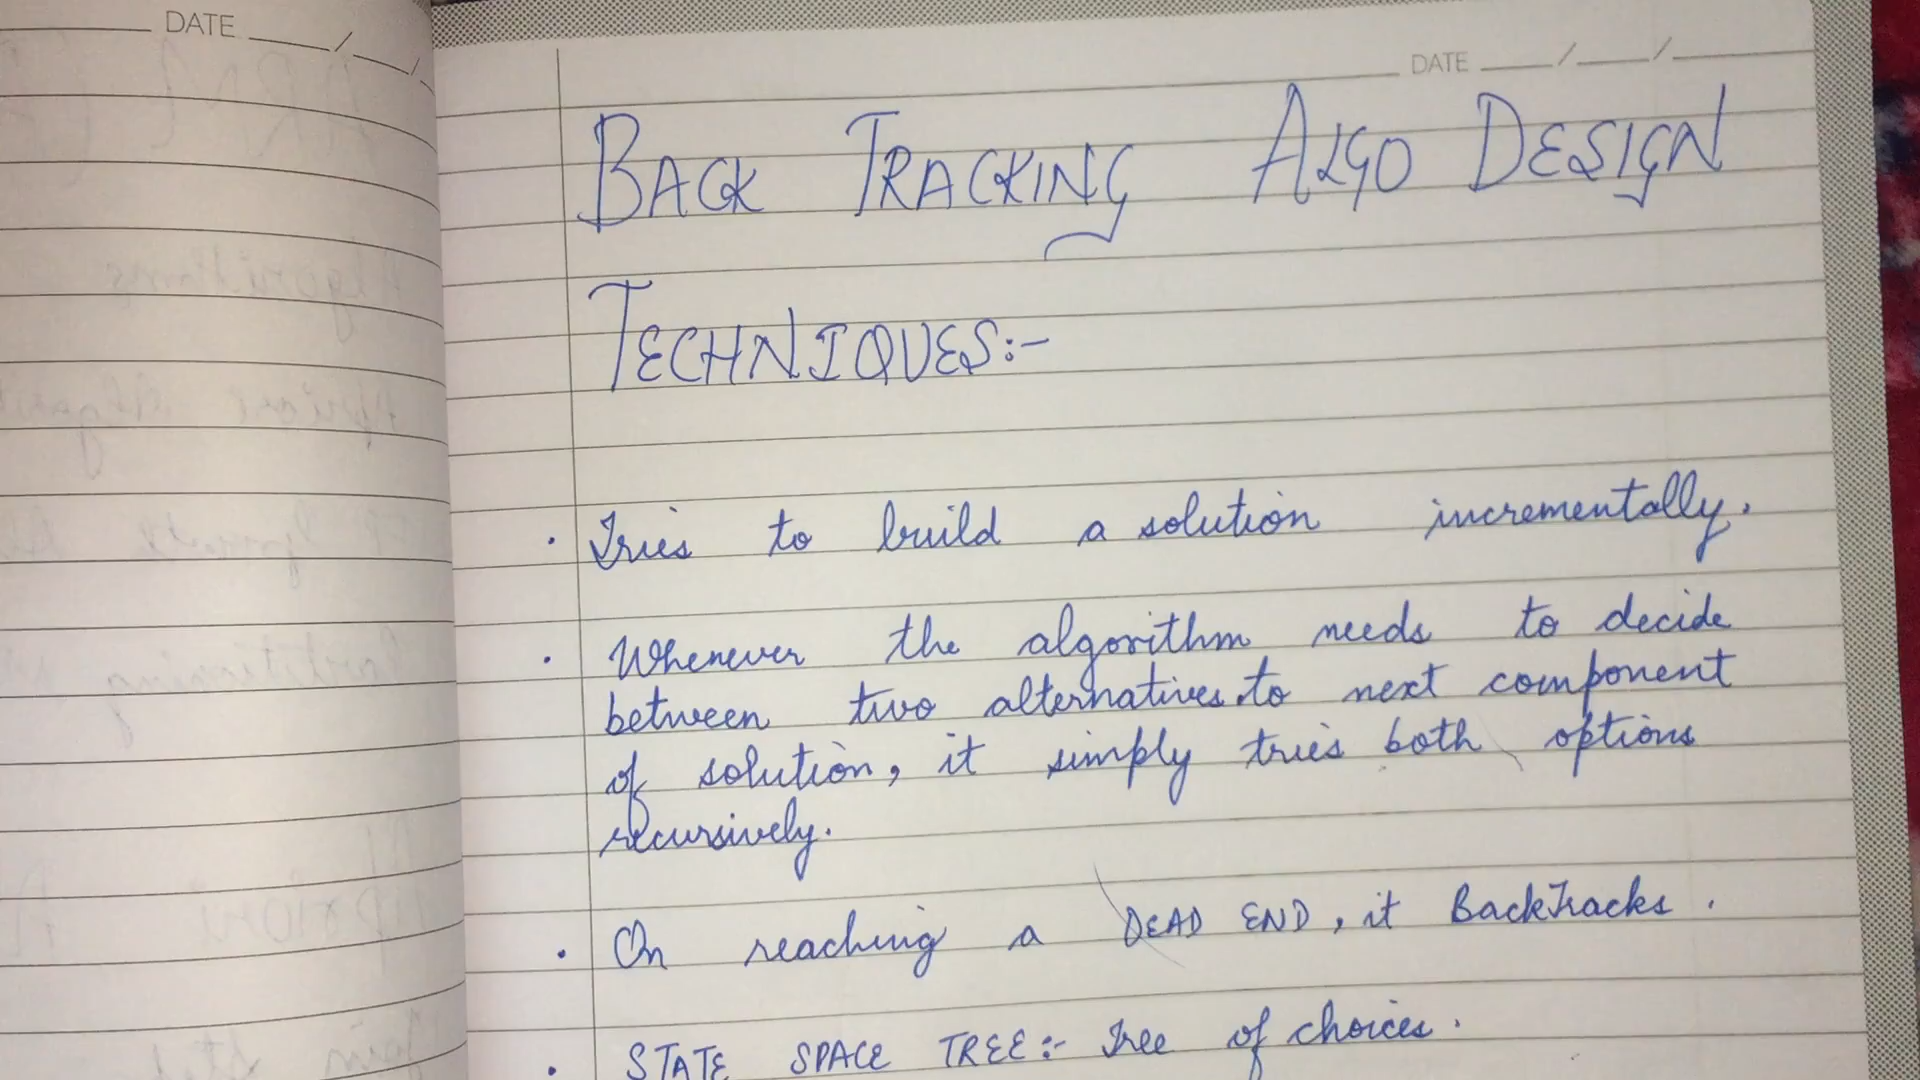 DATE
DATE
BACK TRACKING ALGO DESIGN
TECHNIQUES:-
• Tries to build a solution incrementally.
• Whenever the algorithm needs to decide
between two alternatives to next component
of solution, it simply tries both options
recursively.
• On reaching a DEAD END, it BackTracks.
• STATE SPACE TREE:- Tree of choices.